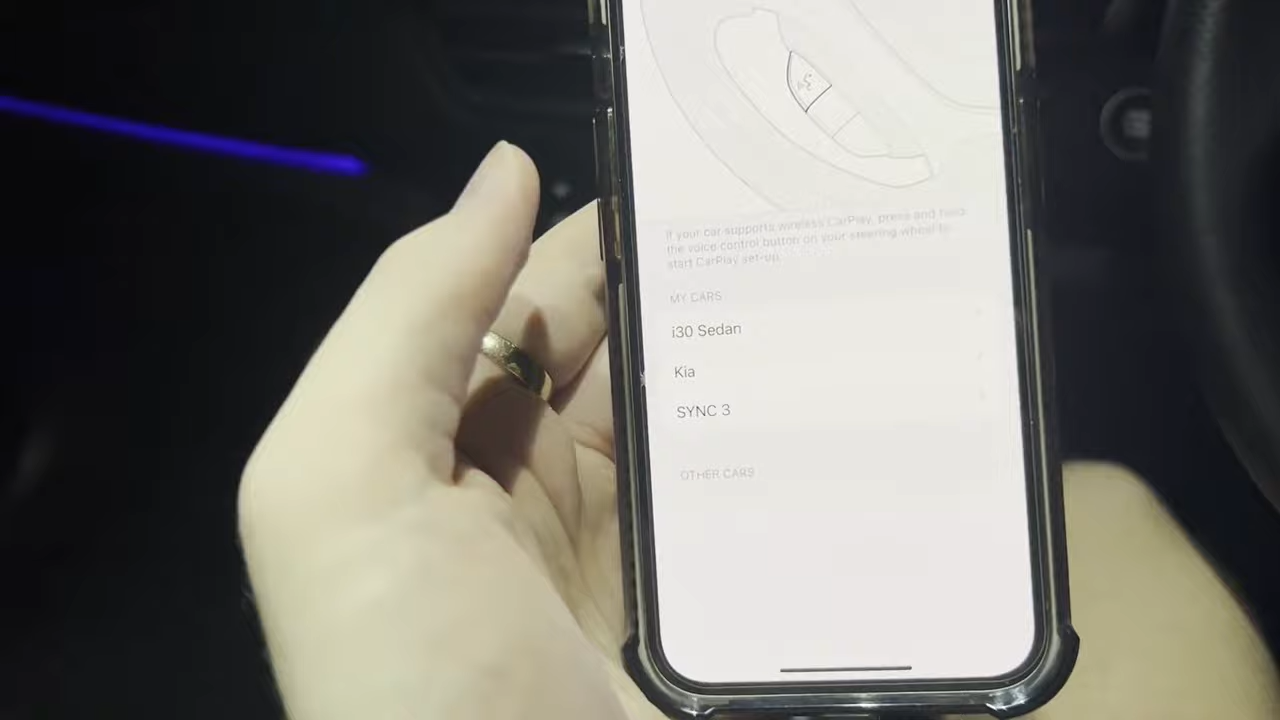 If your car supports wireless CarPlay, press and hold
the voice control button on your steering wheel to
start CarPlay set-up.
MY CARS
i30 Sedan
Kia
SYNC 3
OTHER CARS